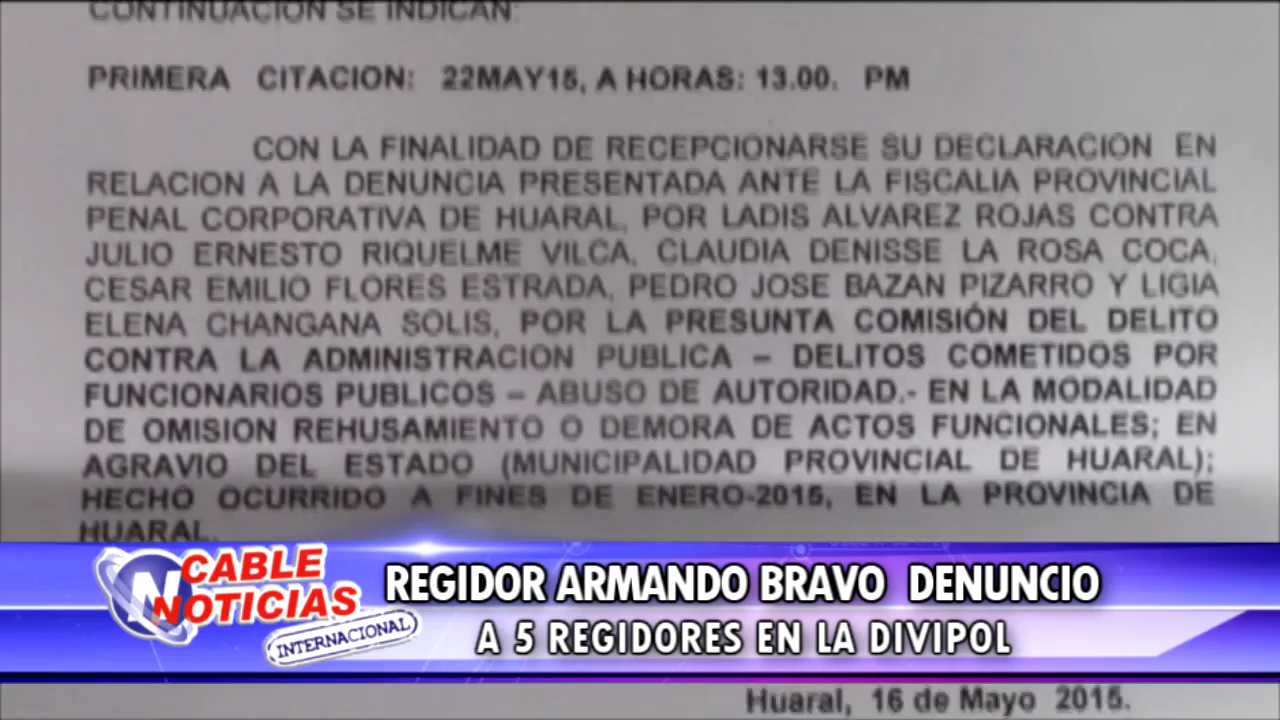 CONTINUACION SE INDICAN:
PRIMERA CITACION: 22MAY15, A HORAS: 13.00. PM
CON LA FINALIDAD DE RECEPCIONARSE SU DECLARACION EN
RELACION A LA DENUNCIA PRESENTADA ANTE LA FISCALIA PROVINCIAL
PENAL CORPORATIVA DE HUARAL, POR LADIS ALVAREZ ROJAS CONTRA
JULIO ERNESTO RIQUELME VILCA, CLAUDIA DENISSE LA ROSA COCA,
CESAR EMILIO FLORES ESTRADA, PEDRO JOSE BAZAN PIZARRO Y LIGIA
ELENA CHANGANA SOLIS, POR LA PRESUNTA COMISIÓN DEL DELITO
CONTRA LA ADMINISTRACION PUBLICA – DELITOS COMETIDOS POR
FUNCIONARIOS PUBLICOS – ABUSO DE AUTORIDAD.- EN LA MODALIDAD
DE OMISION REHUSAMIENTO O DEMORA DE ACTOS FUNCIONALES; EN
AGRAVIO DEL ESTADO (MUNICIPALIDAD PROVINCIAL DE HUARAL);
HECHO OCURRIDO A FINES DE ENERO-2015, EN LA PROVINCIA DE
HUARAL.
N CABLE
NOTICIAS
INTERNACIONAL
REGIDOR ARMANDO BRAVO DENUNCIO
A 5 REGIDORES EN LA DIVIPOL
Huaral, 16 de Mayo 2015.